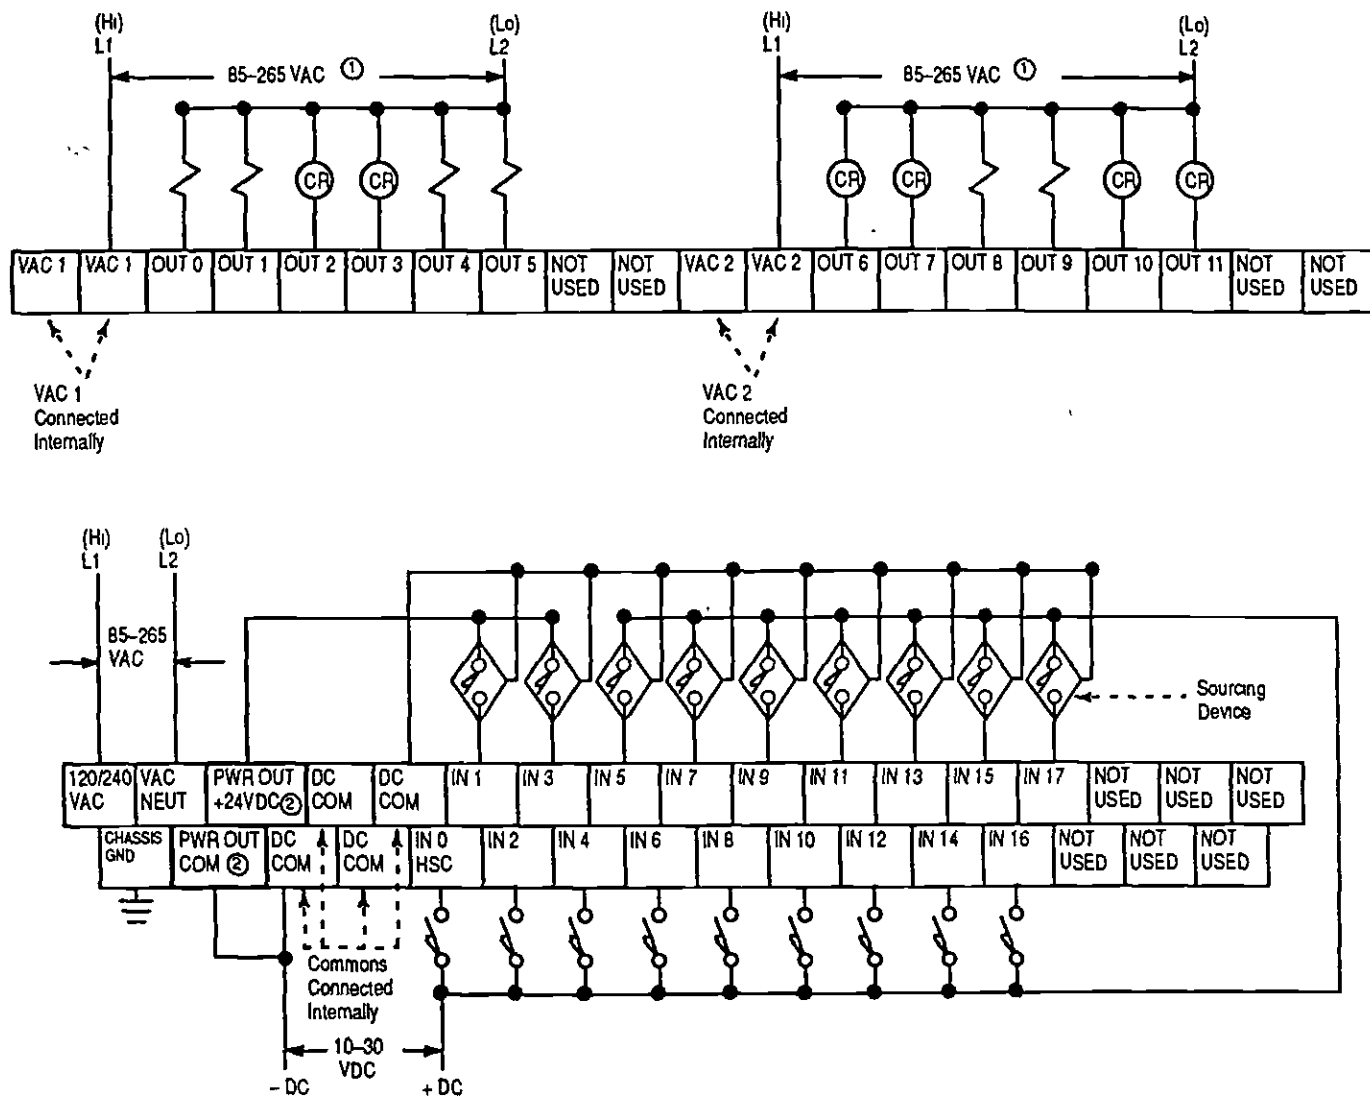 (Hi) L1
(Lo) L2
(Hi) L1
(Lo) L2
85–265 VAC ①
85–265 VAC ①
CR CR
CR CR CR CR
VAC 1 VAC 1 OUT 0 OUT 1 OUT 2 OUT 3 OUT 4 OUT 5 NOT USED NOT USED VAC 2 VAC 2 OUT 6 OUT 7 OUT 8 OUT 9 OUT 10 OUT 11 NOT USED NOT USED
VAC 1
Connected
Internally
VAC 2
Connected
Internally
(Hi) L1
(Lo) L2
85–265
VAC
Sourcing
Device
120/240 VAC VAC NEUT PWR OUT +24VDC② DC COM DC COM IN 1 IN 3 IN 5 IN 7 IN 9 IN 11 IN 13 IN 15 IN 17 NOT USED NOT USED NOT USED
CHASSIS GND PWR OUT COM ② DC COM DC COM IN 0 HSC IN 2 IN 4 IN 6 IN 8 IN 10 IN 12 IN 14 IN 16 NOT USED NOT USED NOT USED
Commons
Connected
Internally
10–30
VDC
– DC
+ DC